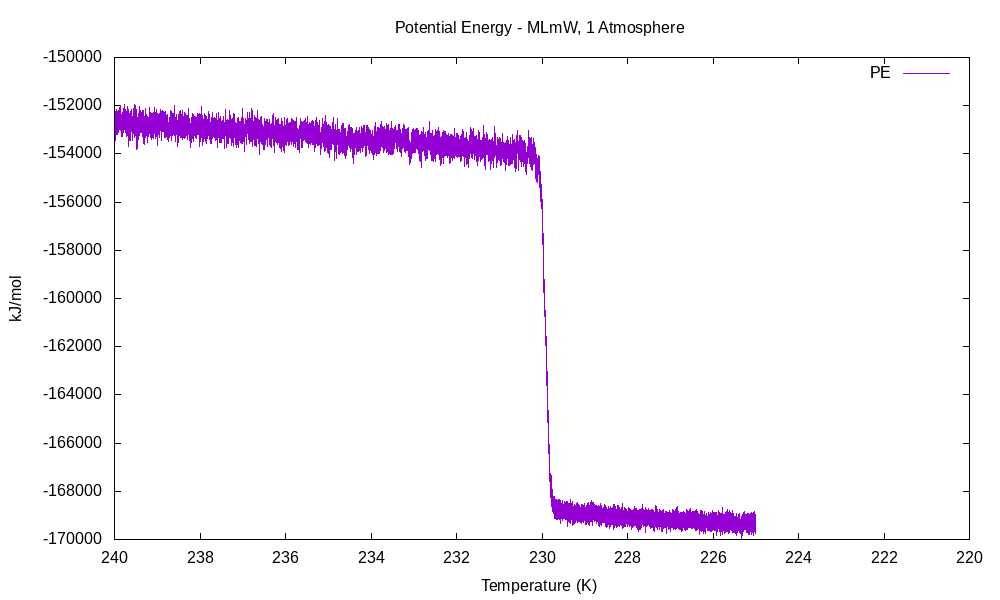 Potential Energy - MLmW, 1 Atmosphere
-150000
PE
-152000
-154000
-156000
-158000
-160000
-162000
-164000
-166000
-168000
-170000
kJ/mol
240 238 236 234 232 230 228 226 224 222 220
Temperature (K)